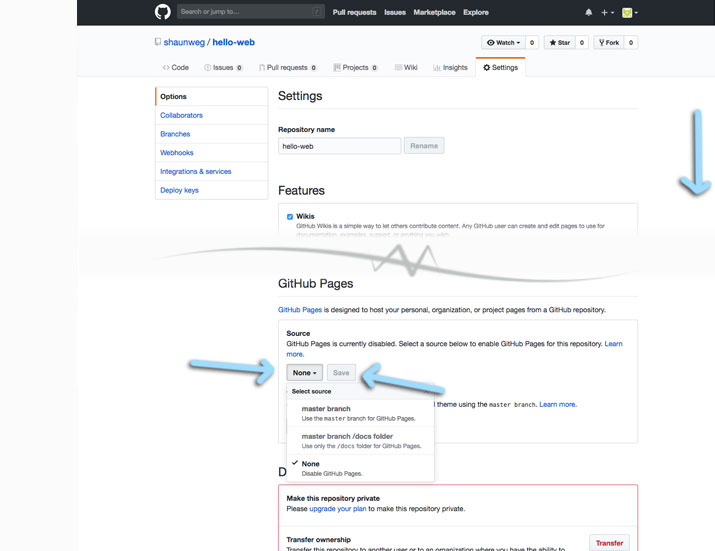 Search or jump to... / Pull requests Issues Marketplace Explore
shaunweg / hello-web Watch 0 Star 0 Fork 0
Code Issues 0 Pull requests 0 Projects 0 Wiki Insights Settings
Options
Collaborators
Branches
Webhooks
Integrations & services
Deploy keys
Settings
Repository name
hello-web Rename
Features
Wikis
GitHub Wikis is a simple way to let others contribute content. Any GitHub user can create and edit pages to use for
documentation, examples, support, or anything you wish.
GitHub Pages
GitHub Pages is designed to host your personal, organization, or project pages from a GitHub repository.
Source
GitHub Pages is currently disabled. Select a source below to enable GitHub Pages for this repository. Learn
more.
None Save
Select source
master branch
Use the master branch for GitHub Pages.
theme using the master branch. Learn more.
master branch /docs folder
Use only the /docs folder for GitHub Pages.
None
Disable GitHub Pages.
D
Make this repository private
Please upgrade your plan to make this repository private.
Transfer ownership
Transfer this repository to another user or to an organization where you have the ability to
Transfer